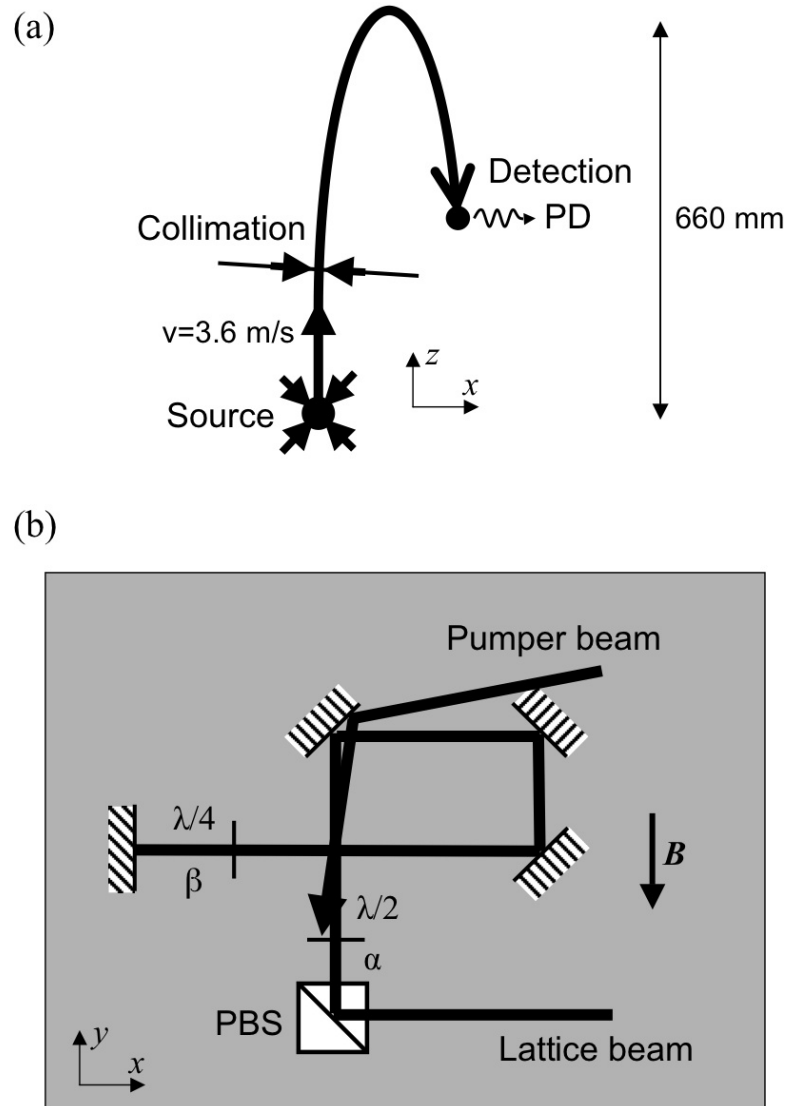 (a)
Detection
PD
Collimation
660 mm
v=3.6 m/s
z
x
Source
(b)
Pumper beam
λ/4
β
B
λ/2
α
PBS
Lattice beam
y
x